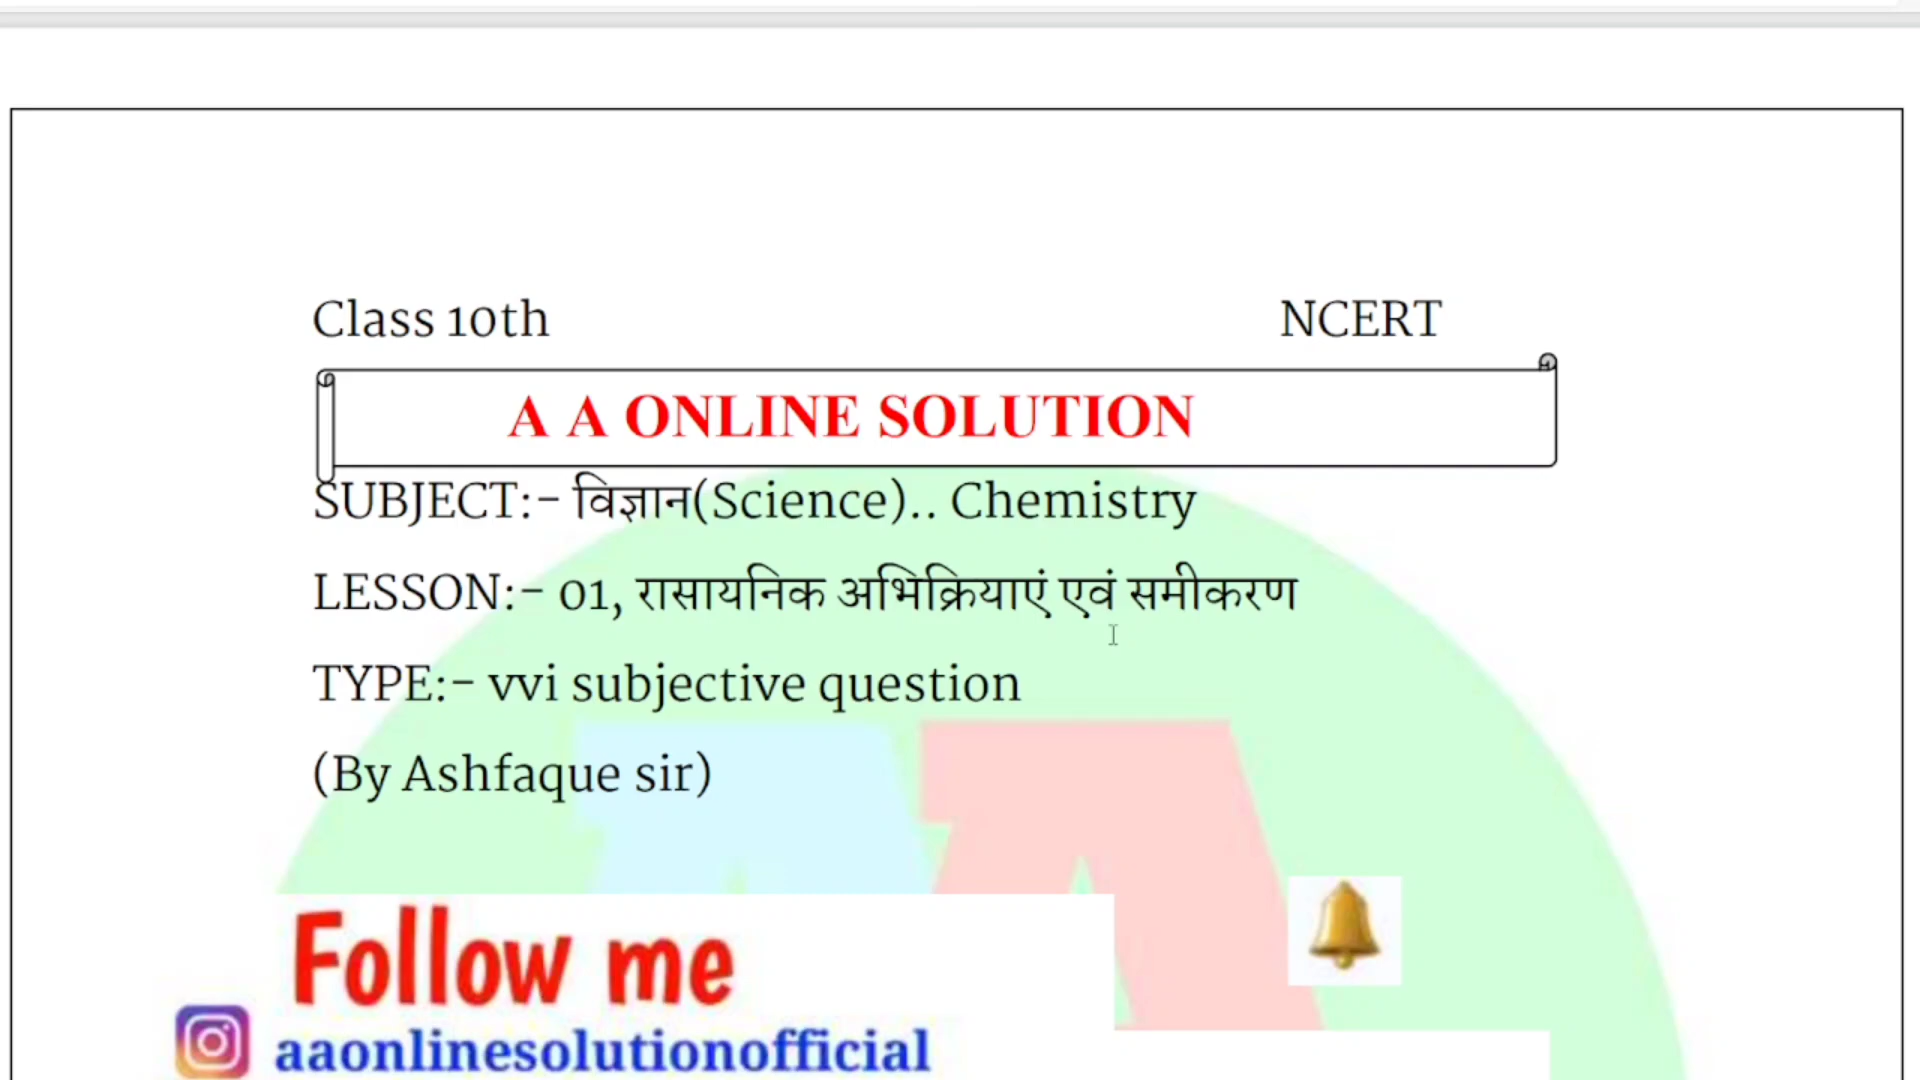 Class 10th NCERT
A A ONLINE SOLUTION
SUBJECT:- विज्ञान(Science).. Chemistry
LESSON:- 01, रासायनिक अभिक्रियाएं एवं समीकरण
TYPE:- vvi subjective question
(By Ashfaque sir)
AA
Follow me
aaonlinesolutionofficial